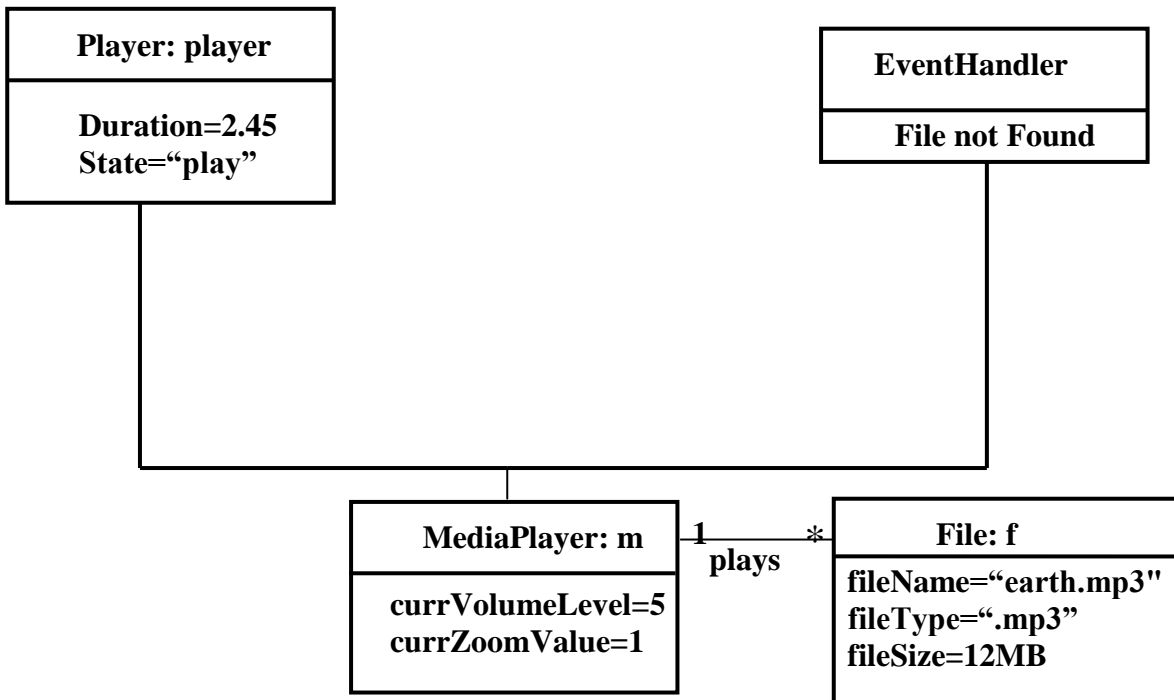 Player: player
Duration=2.45
State=“play”
EventHandler
File not Found
MediaPlayer: m
currVolumeLevel=5
currZoomValue=1
1
*
plays
File: f
fileName=“earth.mp3"
fileType=“.mp3”
fileSize=12MB